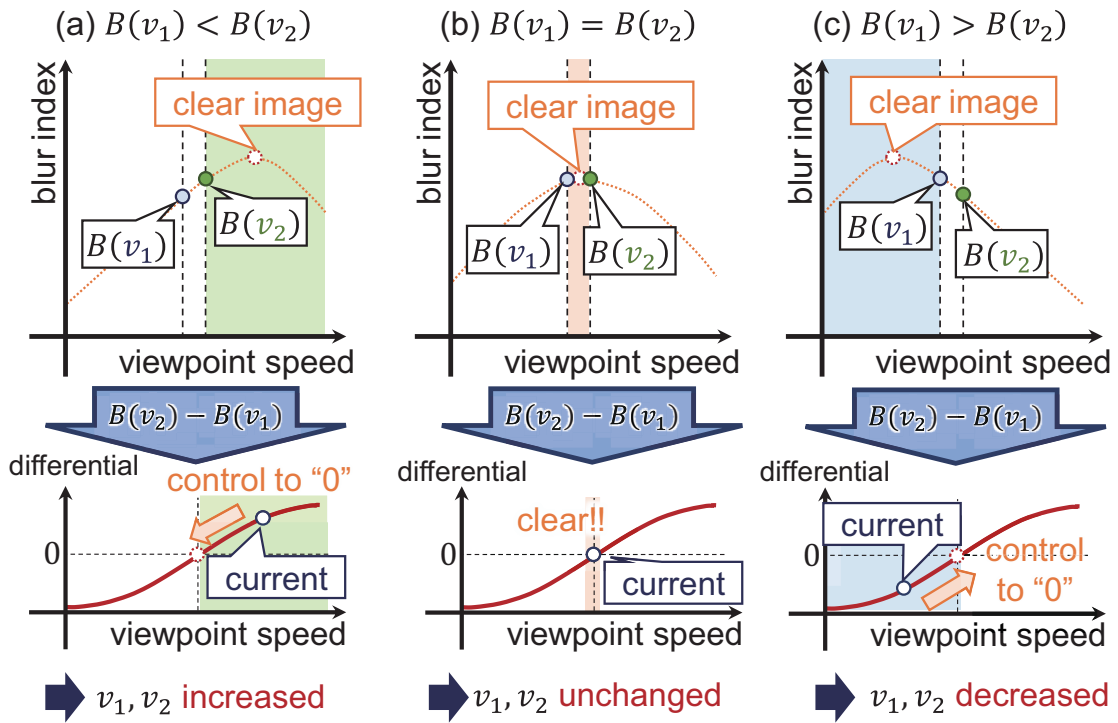 (a) B(v₁) < B(v₂)
blur index
clear image
B(v₁)
B(v₂)
viewpoint speed
B(v₂) − B(v₁)
differential
control to “0”
0
current
viewpoint speed
v₁, v₂ increased
(b) B(v₁) = B(v₂)
blur index
clear image
B(v₁)
B(v₂)
viewpoint speed
B(v₂) − B(v₁)
differential
clear!!
0
current
viewpoint speed
v₁, v₂ unchanged
(c) B(v₁) > B(v₂)
blur index
clear image
B(v₁)
B(v₂)
viewpoint speed
B(v₂) − B(v₁)
differential
current
0
control
to “0”
viewpoint speed
v₁, v₂ decreased